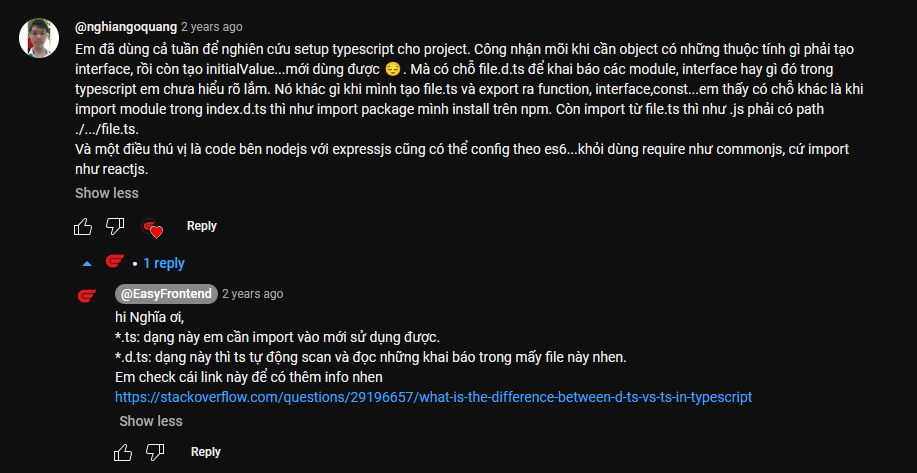 @nghiangoquang 2 years ago
Em đã dùng cả tuần để nghiên cứu setup typescript cho project. Công nhận mõi khi cần object có những thuộc tính gì phải tạo
interface, rồi còn tạo initialValue...mới dùng được 😔. Mà có chỗ file.d.ts để khai báo các module, interface hay gì đó trong
typescript em chưa hiểu rõ lắm. Nó khác gì khi mình tạo file.ts và export ra function, interface,const...em thấy có chỗ khác là khi
import module trong index.d.ts thì như import package mình install trên npm. Còn import từ file.ts thì như .js phải có path
./.../file.ts.
Và một điều thú vị là code bên nodejs với expressjs cũng có thể config theo es6...khỏi dùng require như commonjs, cứ import
như reactjs.
Show less
Reply
• 1 reply
@EasyFrontend 2 years ago
hi Nghĩa ơi,
*.ts: dạng này em cần import vào mới sử dụng được.
*.d.ts: dạng này thì ts tự động scan và đọc những khai báo trong mấy file này nhen.
Em check cái link này để có thêm info nhen
https://stackoverflow.com/questions/29196657/what-is-the-difference-between-d-ts-vs-ts-in-typescript
Show less
Reply